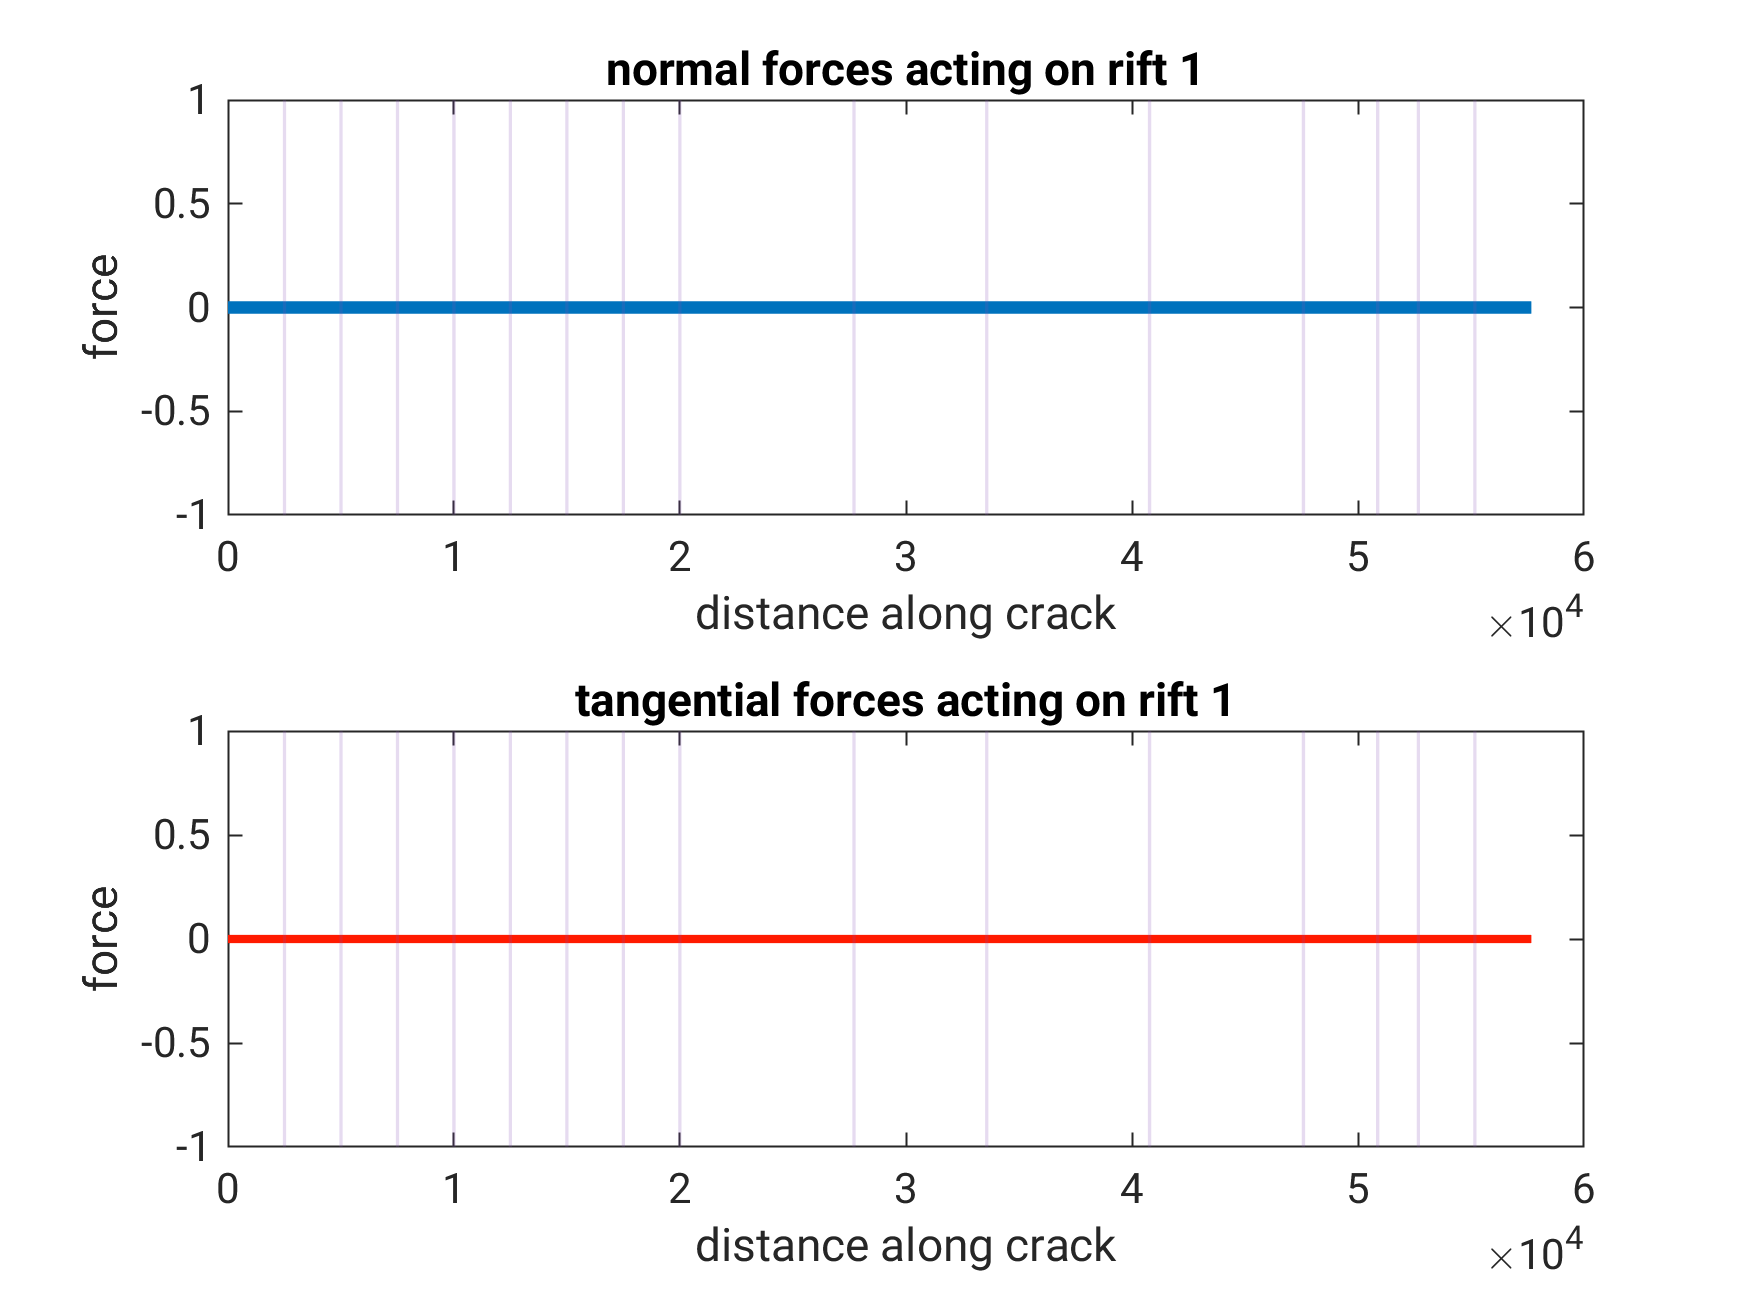 normal forces acting on rift 1
1
0.5
0
-0.5
-1
force
0 1 2 3 4 5 6
distance along crack
×10^4
tangential forces acting on rift 1
1
0.5
0
-0.5
-1
force
0 1 2 3 4 5 6
distance along crack
×10^4